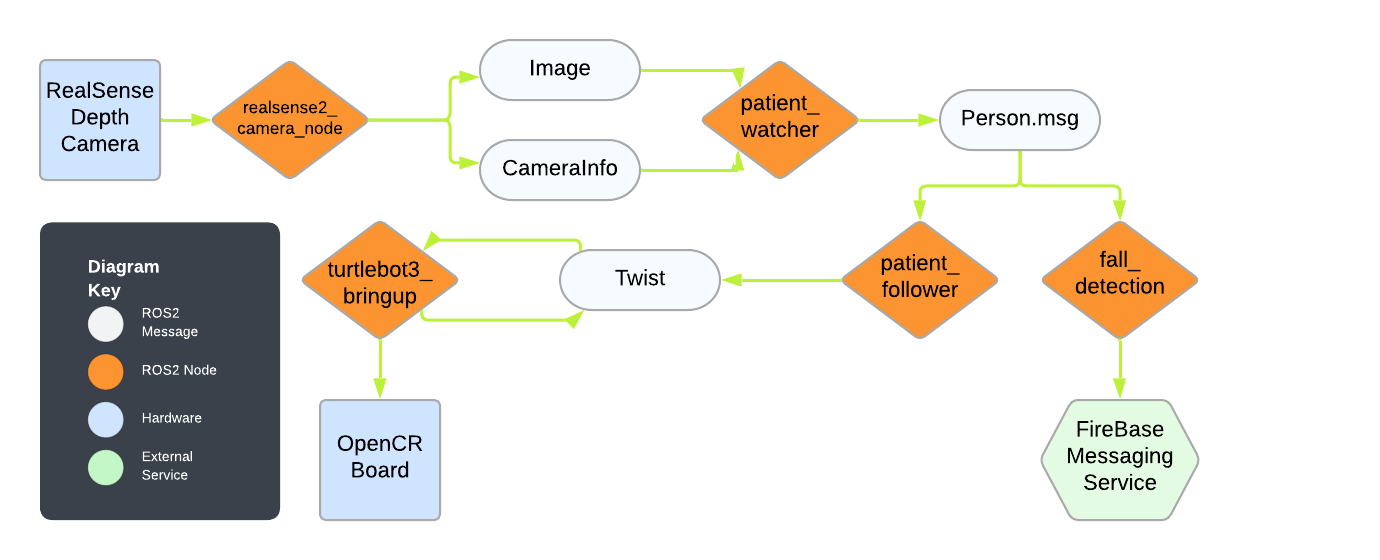 RealSense
Depth
Camera
realsense2_
camera_node
Image
CameraInfo
patient_
watcher
Person.msg
Diagram
Key
ROS2
Message
ROS2 Node
Hardware
External
Service
turtlebot3_
bringup
Twist
patient_
follower
fall_
detection
OpenCR
Board
FireBase
Messaging
Service